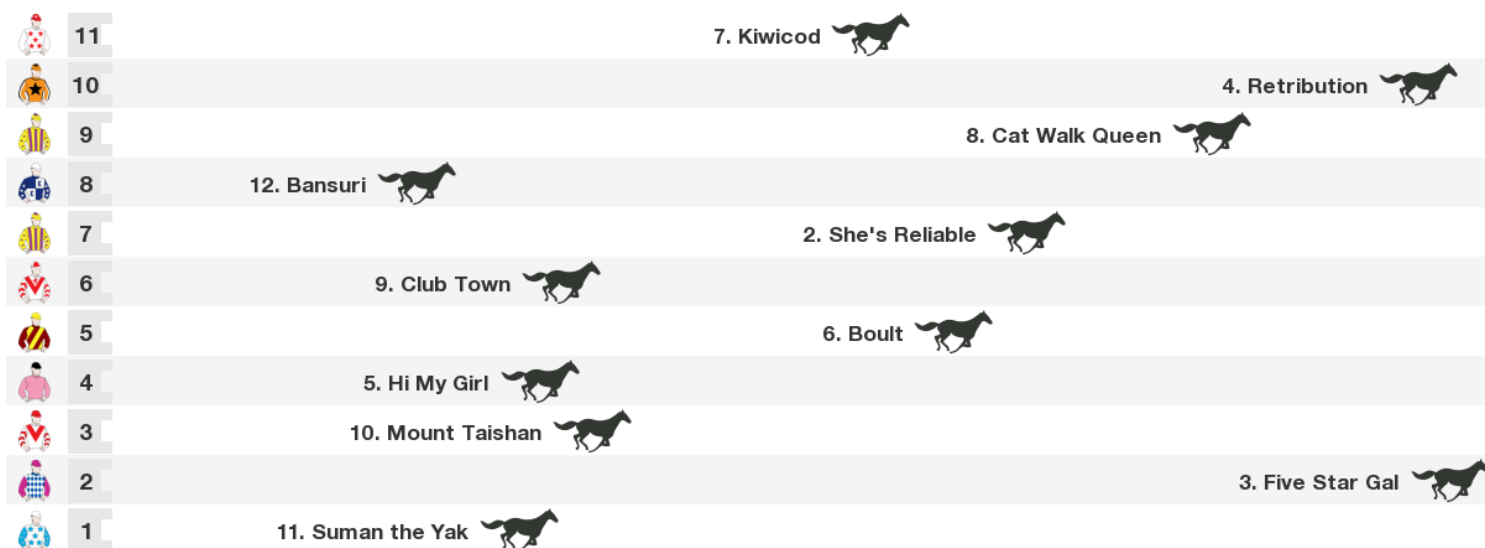 11 7. Kiwicod
10 4. Retribution
9 8. Cat Walk Queen
8 12. Bansuri
7 2. She's Reliable
6 9. Club Town
5 6. Boult
4 5. Hi My Girl
3 10. Mount Taishan
2 3. Five Star Gal
1 11. Suman the Yak